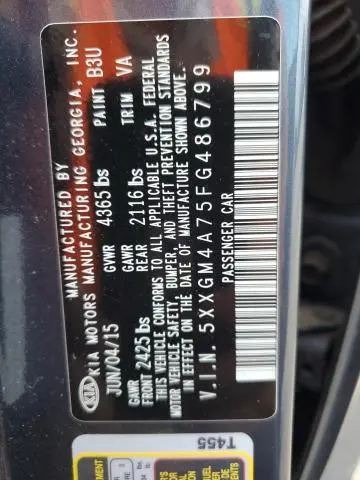 MANUFACTURED BY
KIA KIA MOTORS MANUFACTURING GEORGIA, INC.
JUN/04/15 GVWR 4365 lbs PAINT B3U
GAWR FRONT 2425 lbs GAWR REAR 2116 lbs TRIM VA
THIS VEHICLE CONFORMS TO ALL APPLICABLE U.S.A. FEDERAL
MOTOR VEHICLE SAFETY, BUMPER, AND THEFT PREVENTION STANDARDS
IN EFFECT ON THE DATE OF MANUFACTURE SHOWN ABOVE.
V.I.N. 5XXGM4A75FG486799
PASSENGER CAR
T455